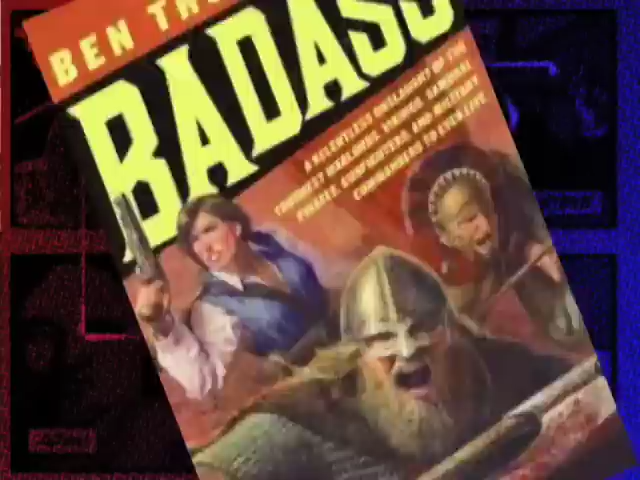 BEN
BADASS
A RELENTLESS ONSLAUGHT OF THE
TOUGHEST WARLORDS, VIKINGS, SAMURAI,
PIRATES, GUNFIGHTERS, AND MILITARY
COMMANDERS TO EVER LIVE